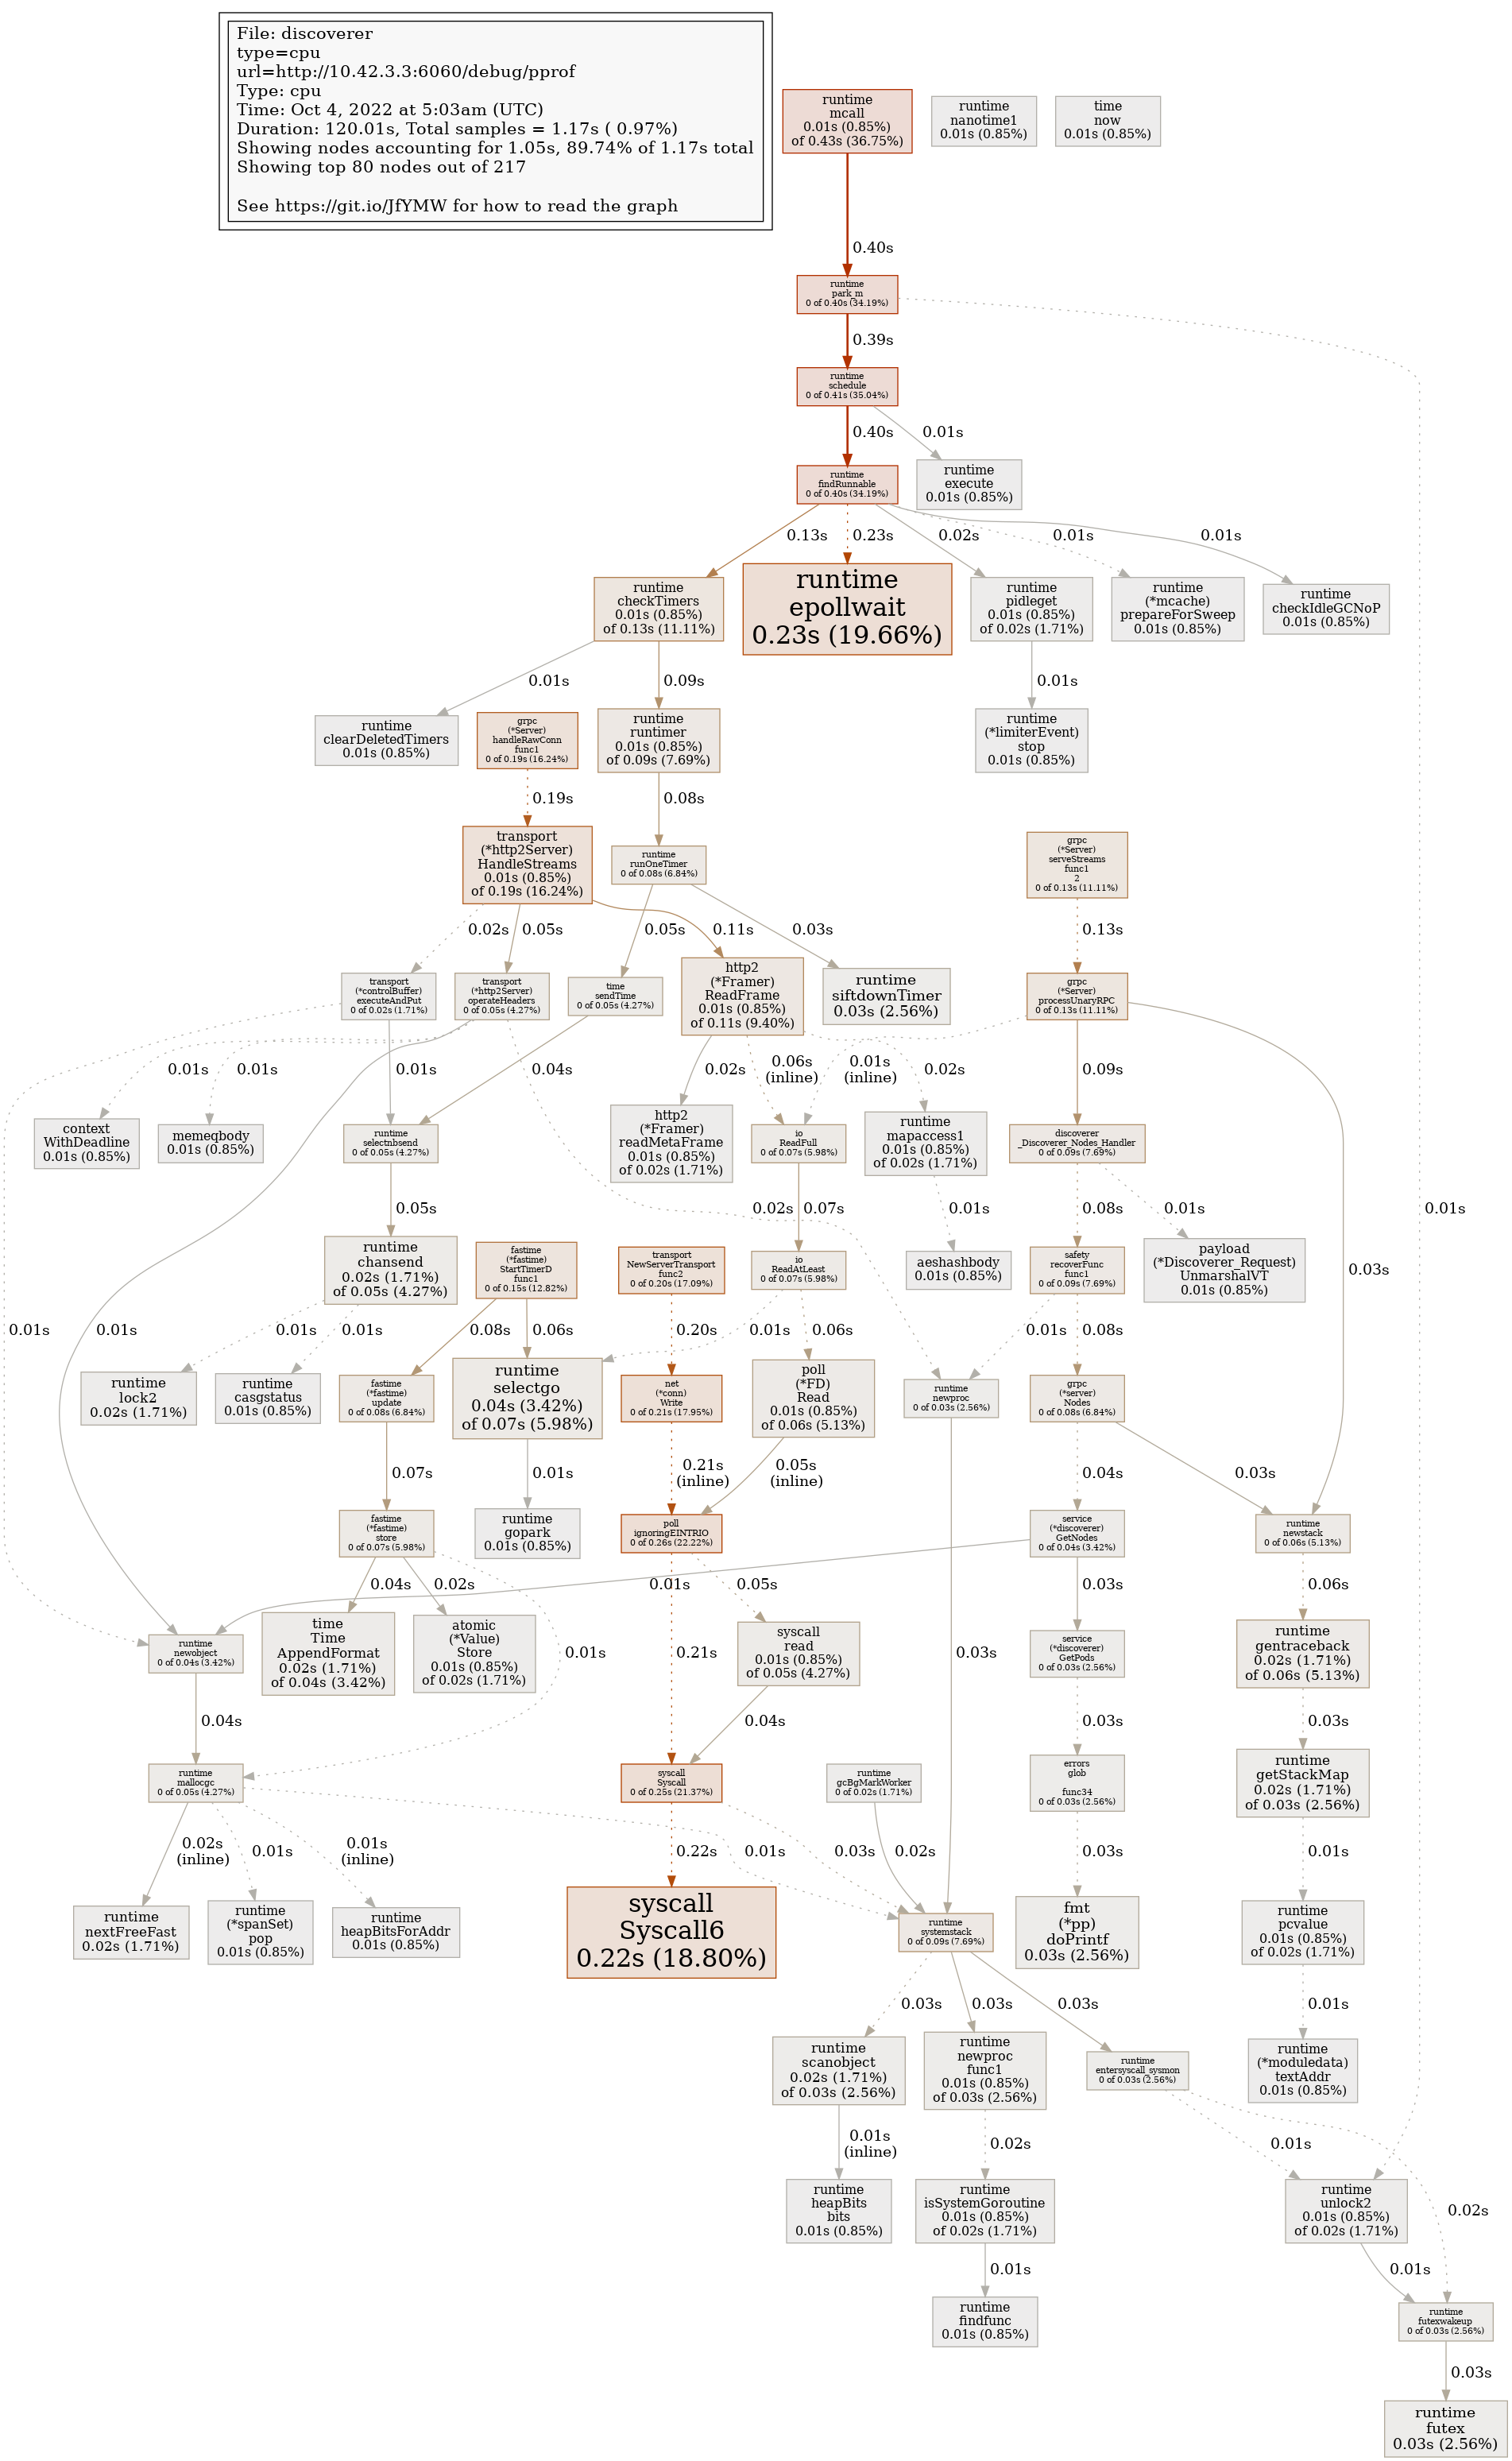 File: discoverer
type=cpu
url=http://10.42.3.3:6060/debug/pprof
Type: cpu
Time: Oct 4, 2022 at 5:03am (UTC)
Duration: 120.01s, Total samples = 1.17s ( 0.97%)
Showing nodes accounting for 1.05s, 89.74% of 1.17s total
Showing top 80 nodes out of 217
See https://git.io/JfYMW for how to read the graph
runtime
mcall
0.01s (0.85%)
of 0.43s (36.75%)
runtime
nanotime1
0.01s (0.85%)
time
now
0.01s (0.85%)
0.40s
runtime
park_m
0 of 0.40s (34.19%)
0.39s
runtime
schedule
0 of 0.41s (35.04%)
0.40s
0.01s
runtime
findRunnable
0 of 0.40s (34.19%)
runtime
execute
0.01s (0.85%)
0.13s
0.23s
0.02s
0.01s
0.01s
runtime
checkTimers
0.01s (0.85%)
of 0.13s (11.11%)
runtime
epollwait
0.23s (19.66%)
runtime
pidleget
0.01s (0.85%)
of 0.02s (1.71%)
runtime
(*mcache)
prepareForSweep
0.01s (0.85%)
runtime
checkIdleGCNoP
0.01s (0.85%)
0.01s
0.09s
0.01s
runtime
clearDeletedTimers
0.01s (0.85%)
grpc
(*Server)
handleRawConn
func1
0 of 0.19s (16.24%)
runtime
runtimer
0.01s (0.85%)
of 0.09s (7.69%)
runtime
(*limiterEvent)
stop
0.01s (0.85%)
0.19s
0.08s
transport
(*http2Server)
HandleStreams
0.01s (0.85%)
of 0.19s (16.24%)
runtime
runOneTimer
0 of 0.08s (6.84%)
grpc
(*Server)
serveStreams
func1
2
0 of 0.13s (11.11%)
0.02s
0.05s
0.11s
0.05s
0.03s
0.13s
transport
(*controlBuffer)
executeAndPut
0 of 0.02s (1.71%)
transport
(*http2Server)
operateHeaders
0 of 0.05s (4.27%)
time
sendTime
0 of 0.05s (4.27%)
http2
(*Framer)
ReadFrame
0.01s (0.85%)
of 0.11s (9.40%)
runtime
siftdownTimer
0.03s (2.56%)
grpc
(*Server)
processUnaryRPC
0 of 0.13s (11.11%)
0.01s
0.01s
0.01s
0.04s
0.02s
0.06s
(inline)
0.01s
(inline)
0.02s
0.09s
context
WithDeadline
0.01s (0.85%)
memeqbody
0.01s (0.85%)
runtime
selectnbsend
0 of 0.05s (4.27%)
http2
(*Framer)
readMetaFrame
0.01s (0.85%)
of 0.02s (1.71%)
io
ReadFull
0 of 0.07s (5.98%)
runtime
mapaccess1
0.01s (0.85%)
of 0.02s (1.71%)
discoverer
_Discoverer_Nodes_Handler
0 of 0.09s (7.69%)
0.05s
0.02s
0.07s
0.01s
0.08s
0.01s
0.03s
runtime
chansend
0.02s (1.71%)
of 0.05s (4.27%)
fastime
(*fastime)
StartTimerD
func1
0 of 0.15s (12.82%)
transport
NewServerTransport
func2
0 of 0.20s (17.09%)
io
ReadAtLeast
0 of 0.07s (5.98%)
aeshashbody
0.01s (0.85%)
safety
recoverFunc
func1
0 of 0.09s (7.69%)
payload
(*Discoverer_Request)
UnmarshalVT
0.01s (0.85%)
0.01s
0.01s
0.01s
0.01s
0.08s
0.06s
0.20s
0.01s
0.06s
0.01s
0.08s
0.01s
runtime
lock2
0.02s (1.71%)
runtime
casgstatus
0.01s (0.85%)
fastime
(*fastime)
update
0 of 0.08s (6.84%)
runtime
selectgo
0.04s (3.42%)
of 0.07s (5.98%)
net
(*conn)
Write
0 of 0.21s (17.95%)
poll
(*FD)
Read
0.01s (0.85%)
of 0.06s (5.13%)
runtime
newproc
0 of 0.03s (2.56%)
grpc
(*server)
Nodes
0 of 0.08s (6.84%)
0.07s
0.01s
0.21s
(inline)
0.05s
(inline)
0.04s
0.03s
fastime
(*fastime)
store
0 of 0.07s (5.98%)
runtime
gopark
0.01s (0.85%)
poll
ignoringEINTRIO
0 of 0.26s (22.22%)
service
(*discoverer)
GetNodes
0 of 0.04s (3.42%)
runtime
newstack
0 of 0.06s (5.13%)
0.04s
0.02s
0.01s
0.05s
0.03s
0.06s
runtime
newobject
0 of 0.04s (3.42%)
time
Time
AppendFormat
0.02s (1.71%)
of 0.04s (3.42%)
atomic
(*Value)
Store
0.01s (0.85%)
of 0.02s (1.71%)
0.01s
0.21s
syscall
read
0.01s (0.85%)
of 0.05s (4.27%)
0.03s
service
(*discoverer)
GetPods
0 of 0.03s (2.56%)
runtime
gentraceback
0.02s (1.71%)
of 0.06s (5.13%)
0.04s
0.04s
0.03s
0.03s
runtime
mallocgc
0 of 0.05s (4.27%)
syscall
Syscall
0 of 0.25s (21.37%)
runtime
gcBgMarkWorker
0 of 0.02s (1.71%)
errors
glob
func34
0 of 0.03s (2.56%)
runtime
getStackMap
0.02s (1.71%)
of 0.03s (2.56%)
0.02s
(inline)
0.01s
0.01s
(inline)
0.22s
0.01s
0.03s
0.02s
0.03s
0.01s
runtime
nextFreeFast
0.02s (1.71%)
runtime
(*spanSet)
pop
0.01s (0.85%)
runtime
heapBitsForAddr
0.01s (0.85%)
syscall
Syscall6
0.22s (18.80%)
runtime
systemstack
0 of 0.09s (7.69%)
fmt
(*pp)
doPrintf
0.03s (2.56%)
runtime
pcvalue
0.01s (0.85%)
of 0.02s (1.71%)
0.03s
0.03s
0.03s
0.01s
runtime
scanobject
0.02s (1.71%)
of 0.03s (2.56%)
runtime
newproc
func1
0.01s (0.85%)
of 0.03s (2.56%)
runtime
entersyscall_sysmon
0 of 0.03s (2.56%)
runtime
(*moduledata)
textAddr
0.01s (0.85%)
0.01s
(inline)
0.02s
0.01s
0.02s
runtime
heapBits
bits
0.01s (0.85%)
runtime
isSystemGoroutine
0.01s (0.85%)
of 0.02s (1.71%)
runtime
unlock2
0.01s (0.85%)
of 0.02s (1.71%)
0.01s
0.01s
runtime
findfunc
0.01s (0.85%)
runtime
futexwakeup
0 of 0.03s (2.56%)
0.03s
runtime
futex
0.03s (2.56%)